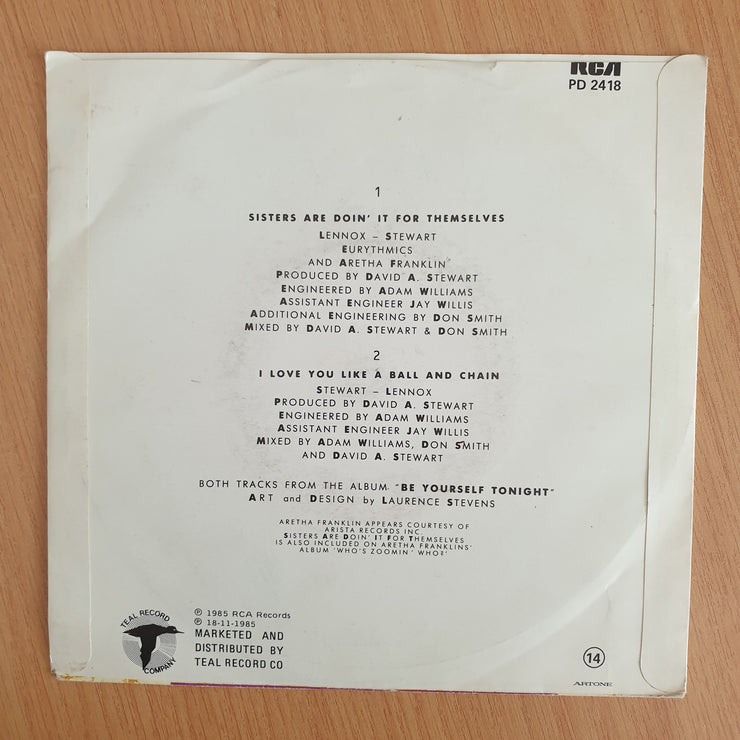 RCA
PD 2418
1
SISTERS ARE DOIN' IT FOR THEMSELVES
LENNOX – STEWART
EURYTHMICS
AND ARETHA FRANKLIN
PRODUCED BY DAVID A. STEWART
ENGINEERED BY ADAM WILLIAMS
ASSISTANT ENGINEER JAY WILLIS
ADDITIONAL ENGINEERING BY DON SMITH
MIXED BY DAVID A. STEWART & DON SMITH
2
I LOVE YOU LIKE A BALL AND CHAIN
STEWART – LENNOX
PRODUCED BY DAVID A. STEWART
ENGINEERED BY ADAM WILLIAMS
ASSISTANT ENGINEER JAY WILLIS
MIXED BY ADAM WILLIAMS, DON SMITH
AND DAVID A. STEWART
BOTH TRACKS FROM THE ALBUM "BE YOURSELF TONIGHT"
ART and DESIGN by LAURENCE STEVENS
ARETHA FRANKLIN APPEARS COURTESY OF
ARISTA RECORDS INC.
SISTERS ARE DOIN' IT FOR THEMSELVES
IS ALSO INCLUDED ON ARETHA FRANKLINS'
ALBUM 'WHO'S ZOOMIN' WHO?'
TEAL RECORD
COMPANY
℗ 1985 RCA Records
℗ 18-11-1985
MARKETED AND
DISTRIBUTED BY
TEAL RECORD CO
14
ARTONE